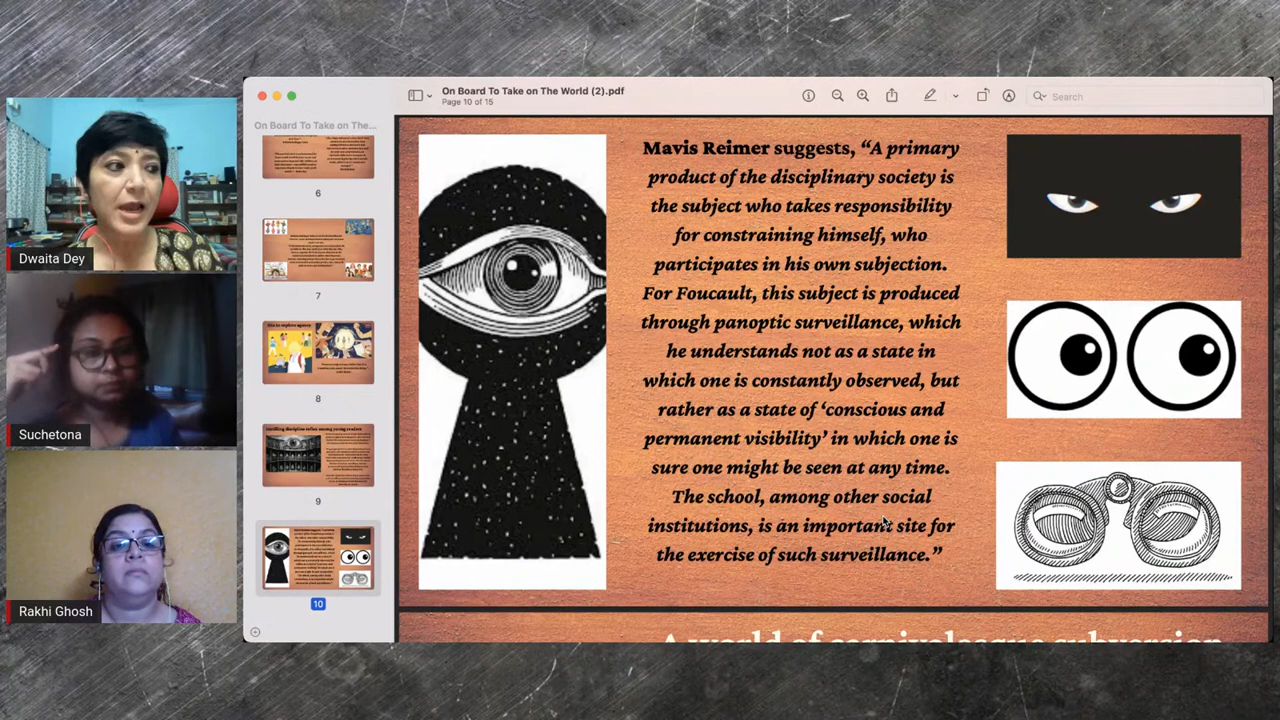 Dwaita Dey
Suchetona
Rakhi Ghosh
On Board To Take on The World (2).pdf
Page 10 of 15
Search
On Board To Take on The...
6
7
8
9
10
Mavis Reimer suggests, “A primary
product of the disciplinary society is
the subject who takes responsibility
for constraining himself, who
participates in his own subjection.
For Foucault, this subject is produced
through panoptic surveillance, which
he understands not as a state in
which one is constantly observed, but
rather as a state of ‘conscious and
permanent visibility’ in which one is
sure one might be seen at any time.
The school, among other social
institutions, is an important site for
the exercise of such surveillance.”
A world of carnivalesque subversion